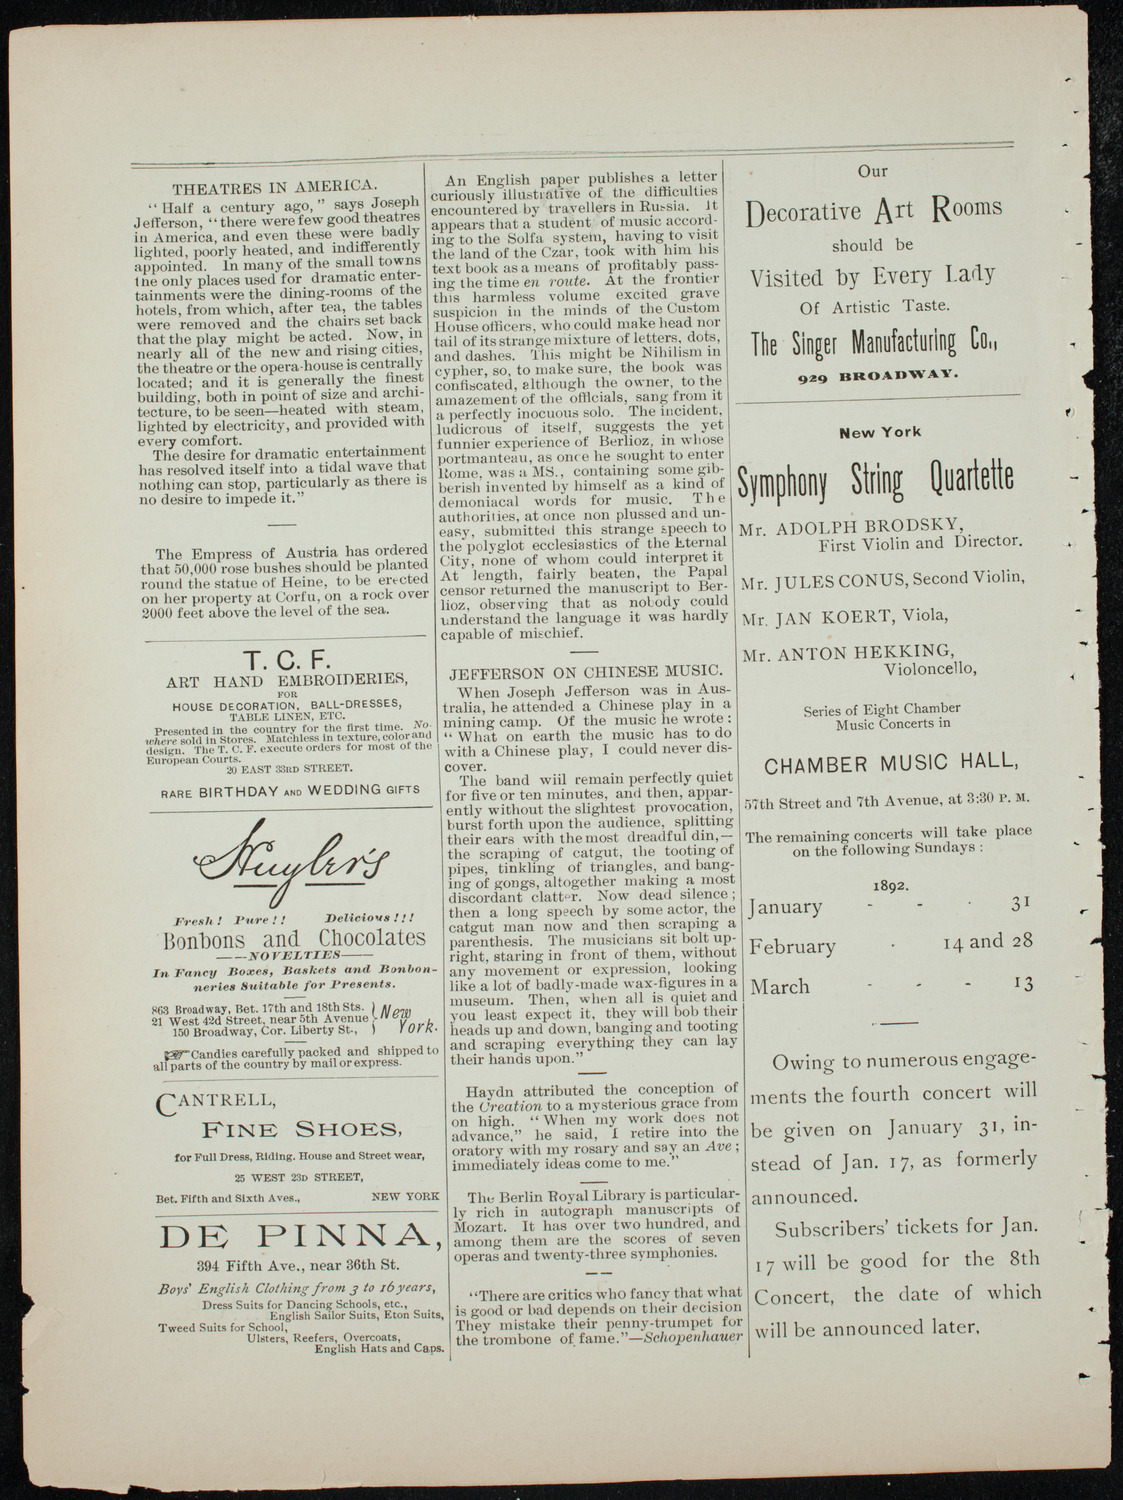 THEATRES IN AMERICA.
“ Half a century ago, ” says Joseph
Jefferson, “there were few good theatres
in America, and even these were badly
lighted, poorly heated, and indifferently
appointed. In many of the small towns
the only places used for dramatic enter-
tainments were the dining-rooms of the
hotels, from which, after tea, the tables
were removed and the chairs set back
that the play might be acted. Now, in
nearly all of the new and rising cities,
the theatre or the opera-house is centrally
located; and it is generally the finest
building, both in point of size and archi-
tecture, to be seen—heated with steam,
lighted by electricity, and provided with
every comfort.
The desire for dramatic entertainment
has resolved itself into a tidal wave that
nothing can stop, particularly as there is
no desire to impede it.”
The Empress of Austria has ordered
that 50,000 rose bushes should be planted
round the statue of Heine, to be erected
on her property at Corfu, on a rock over
2000 feet above the level of the sea.
T. C. F.
ART HAND EMBROIDERIES,
FOR
HOUSE DECORATION, BALL-DRESSES,
TABLE LINEN, ETC.
Presented in the country for the first time. No-
where sold in Stores. Matchless in texture, color and
design. The T. C. F. execute orders for most of the
European Courts.
20 EAST 33RD STREET.
RARE BIRTHDAY AND WEDDING GIFTS
Huyler's
Fresh! Pure!! Delicious!!!
Bonbons and Chocolates
——NOVELTIES——
In Fancy Boxes, Baskets and Bonbon-
neries Suitable for Presents.
863 Broadway, Bet. 17th and 18th Sts.
21 West 42d Street, near 5th Avenue
150 Broadway, Cor. Liberty St.,
New
York.
Candies carefully packed and shipped to
all parts of the country by mail or express.
CANTRELL,
FINE SHOES,
for Full Dress, Riding. House and Street wear,
25 WEST 23D STREET,
Bet. Fifth and Sixth Aves., NEW YORK
DE PINNA,
394 Fifth Ave., near 36th St.
Boys' English Clothing from 3 to 16 years,
Dress Suits for Dancing Schools, etc.,
English Sailor Suits, Eton Suits,
Tweed Suits for School,
Ulsters, Reefers, Overcoats,
English Hats and Caps.
An English paper publishes a letter
curiously illustrative of the difficulties
encountered by travellers in Russia. It
appears that a student of music accord-
ing to the Solfa system, having to visit
the land of the Czar, took with him his
text book as a means of profitably pass-
ing the time en route. At the frontier
this harmless volume excited grave
suspicion in the minds of the Custom
House officers, who could make head nor
tail of its strange mixture of letters, dots,
and dashes. This might be Nihilism in
cypher, so, to make sure, the book was
confiscated, although the owner, to the
amazement of the officials, sang from it
a perfectly inocuous solo. The incident,
ludicrous of itself, suggests the yet
funnier experience of Berlioz, in whose
portmanteau, as once he sought to enter
Rome, was a MS., containing some gib-
berish invented by himself as a kind of
demoniacal words for music. The
authorities, at once non plussed and un-
easy, submitted this strange speech to
the polyglot ecclesiastics of the Eternal
City, none of whom could interpret it
At length, fairly beaten, the Papal
censor returned the manuscript to Ber-
lioz, observing that as nobody could
understand the language it was hardly
capable of mischief.
JEFFERSON ON CHINESE MUSIC.
When Joseph Jefferson was in Aus-
tralia, he attended a Chinese play in a
mining camp. Of the music he wrote :
“ What on earth the music has to do
with a Chinese play, I could never dis-
cover.
The band wiil remain perfectly quiet
for five or ten minutes, and then, appar-
ently without the slightest provocation,
burst forth upon the audience, splitting
their ears with the most dreadful din,—
the scraping of catgut, the tooting of
pipes, tinkling of triangles, and bang-
ing of gongs, altogether making a most
discordant clatter. Now dead silence ;
then a long speech by some actor, the
catgut man now and then scraping a
parenthesis. The musicians sit bolt up-
right, staring in front of them, without
any movement or expression, looking
like a lot of badly-made wax-figures in a
museum. Then, when all is quiet and
you least expect it, they will bob their
heads up and down, banging and tooting
and scraping everything they can lay
their hands upon.”
Haydn attributed the conception of
the Creation to a mysterious grace from
on high. “ When my work does not
advance,” he said, I retire into the
oratory with my rosary and say an Ave ;
immediately ideas come to me.”
The Berlin Royal Library is particular-
ly rich in autograph manuscripts of
Mozart. It has over two hundred, and
among them are the scores of seven
operas and twenty-three symphonies.
“There are critics who fancy that what
is good or bad depends on their decision
They mistake their penny-trumpet for
the trombone of fame.”—Schopenhauer
Our
Decorative Art Rooms
should be
Visited by Every Lady
Of Artistic Taste.
The Singer Manufacturing Co.,
929 BROADWAY.
New York
Symphony String Quartette
Mr. ADOLPH BRODSKY,
First Violin and Director.
Mr. JULES CONUS, Second Violin,
Mr. JAN KOERT, Viola,
Mr. ANTON HEKKING,
Violoncello,
Series of Eight Chamber
Music Concerts in
CHAMBER MUSIC HALL,
57th Street and 7th Avenue, at 3:30 P. M.
The remaining concerts will take place
on the following Sundays :
1892.
January - - - 31
February - 14 and 28
March - - - 13
Owing to numerous engage-
ments the fourth concert will
be given on January 31, in-
stead of Jan. 17, as formerly
announced.
Subscribers' tickets for Jan.
17 will be good for the 8th
Concert, the date of which
will be announced later,